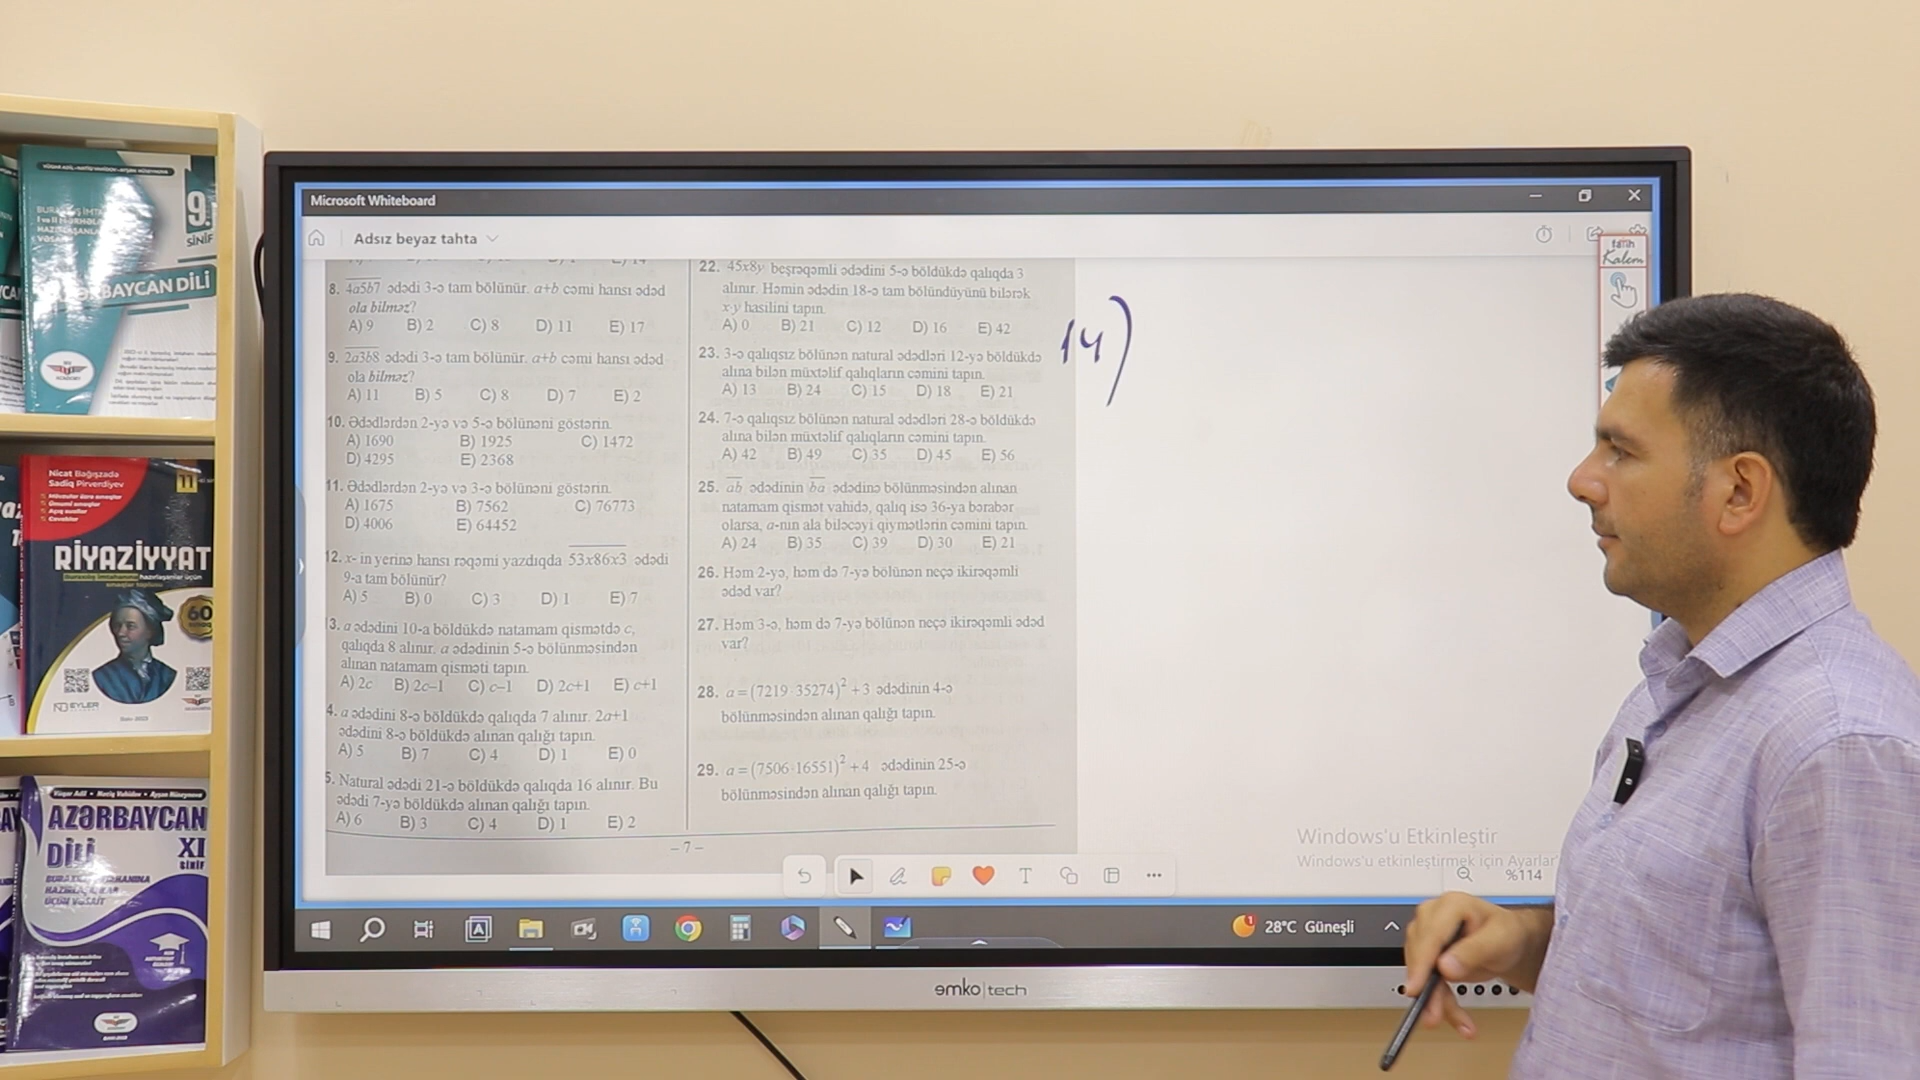 9.
SİNİF
AZƏRBAYCAN DİLİ
Nicat Bağışzadə
Sadiq Pirverdiyev
11
RİYAZİYYAT
60
AZƏRBAYCAN
DİLİ
XI
SİNİF
Microsoft Whiteboard
Adsız beyaz tahta
fatih
Kalem
8. 4a5b7 ədədi 3-ə tam bölünür. a+b cəmi hansı ədəd
ola bilməz?
A) 9 B) 2 C) 8 D) 11 E) 17
9. 2a3b8 ədədi 3-ə tam bölünür. a+b cəmi hansı ədəd
ola bilməz?
A) 11 B) 5 C) 8 D) 7 E) 2
10. Ədədlərdən 2-yə və 5-ə bölünəni göstərin.
A) 1690 B) 1925 C) 1472
D) 4295 E) 2368
11. Ədədlərdən 2-yə və 3-ə bölünəni göstərin.
A) 1675 B) 7562 C) 76773
D) 4006 E) 64452
12. x- in yerinə hansı rəqəmi yazdıqda 53x86x3 ədədi
9-a tam bölünür?
A) 5 B) 0 C) 3 D) 1 E) 7
3. a ədədini 10-a böldükdə natamam qismətdə c,
qalıqda 8 alınır. a ədədinin 5-ə bölünməsindən
alınan natamam qisməti tapın.
A) 2c B) 2c–1 C) c–1 D) 2c+1 E) c+1
4. a ədədini 8-ə böldükdə qalıqda 7 alınır. 2a+1
ədədini 8-ə böldükdə alınan qalığı tapın.
A) 5 B) 7 C) 4 D) 1 E) 0
5. Natural ədədi 21-ə böldükdə qalıqda 16 alınır. Bu
ədədi 7-yə böldükdə alınan qalığı tapın.
A) 6 B) 3 C) 4 D) 1 E) 2
22. 45x8y beşrəqəmli ədədini 5-ə böldükdə qalıqda 3
alınır. Həmin ədədin 18-ə tam bölündüyünü bilərək
x·y hasilini tapın.
A) 0 B) 21 C) 12 D) 16 E) 42
23. 3-ə qalıqsız bölünən natural ədədləri 12-yə böldükdə
alına bilən müxtəlif qalıqların cəmini tapın.
A) 13 B) 24 C) 15 D) 18 E) 21
24. 7-ə qalıqsız bölünən natural ədədləri 28-ə böldükdə
alına bilən müxtəlif qalıqların cəmini tapın.
A) 42 B) 49 C) 35 D) 45 E) 56
25. ab ədədinin ba ədədinə bölünməsindən alınan
natamam qismət vahidə, qalıq isə 36-ya bərabər
olarsa, a-nın ala biləcəyi qiymətlərin cəmini tapın.
A) 24 B) 35 C) 39 D) 30 E) 21
26. Həm 2-yə, həm də 7-yə bölünən neçə ikirəqəmli
ədəd var?
27. Həm 3-ə, həm də 7-yə bölünən neçə ikirəqəmli ədəd
var?
28. a = (7219·35274)² + 3 ədədinin 4-ə
bölünməsindən alınan qalığı tapın.
29. a = (7506·16551)² + 4 ədədinin 25-ə
bölünməsindən alınan qalığı tapın.
– 7 –
14)
Windows'u Etkinleştir
Windows'u etkinleştirmek için Ayarlar'
%114
28°C Güneşli
emko|tech